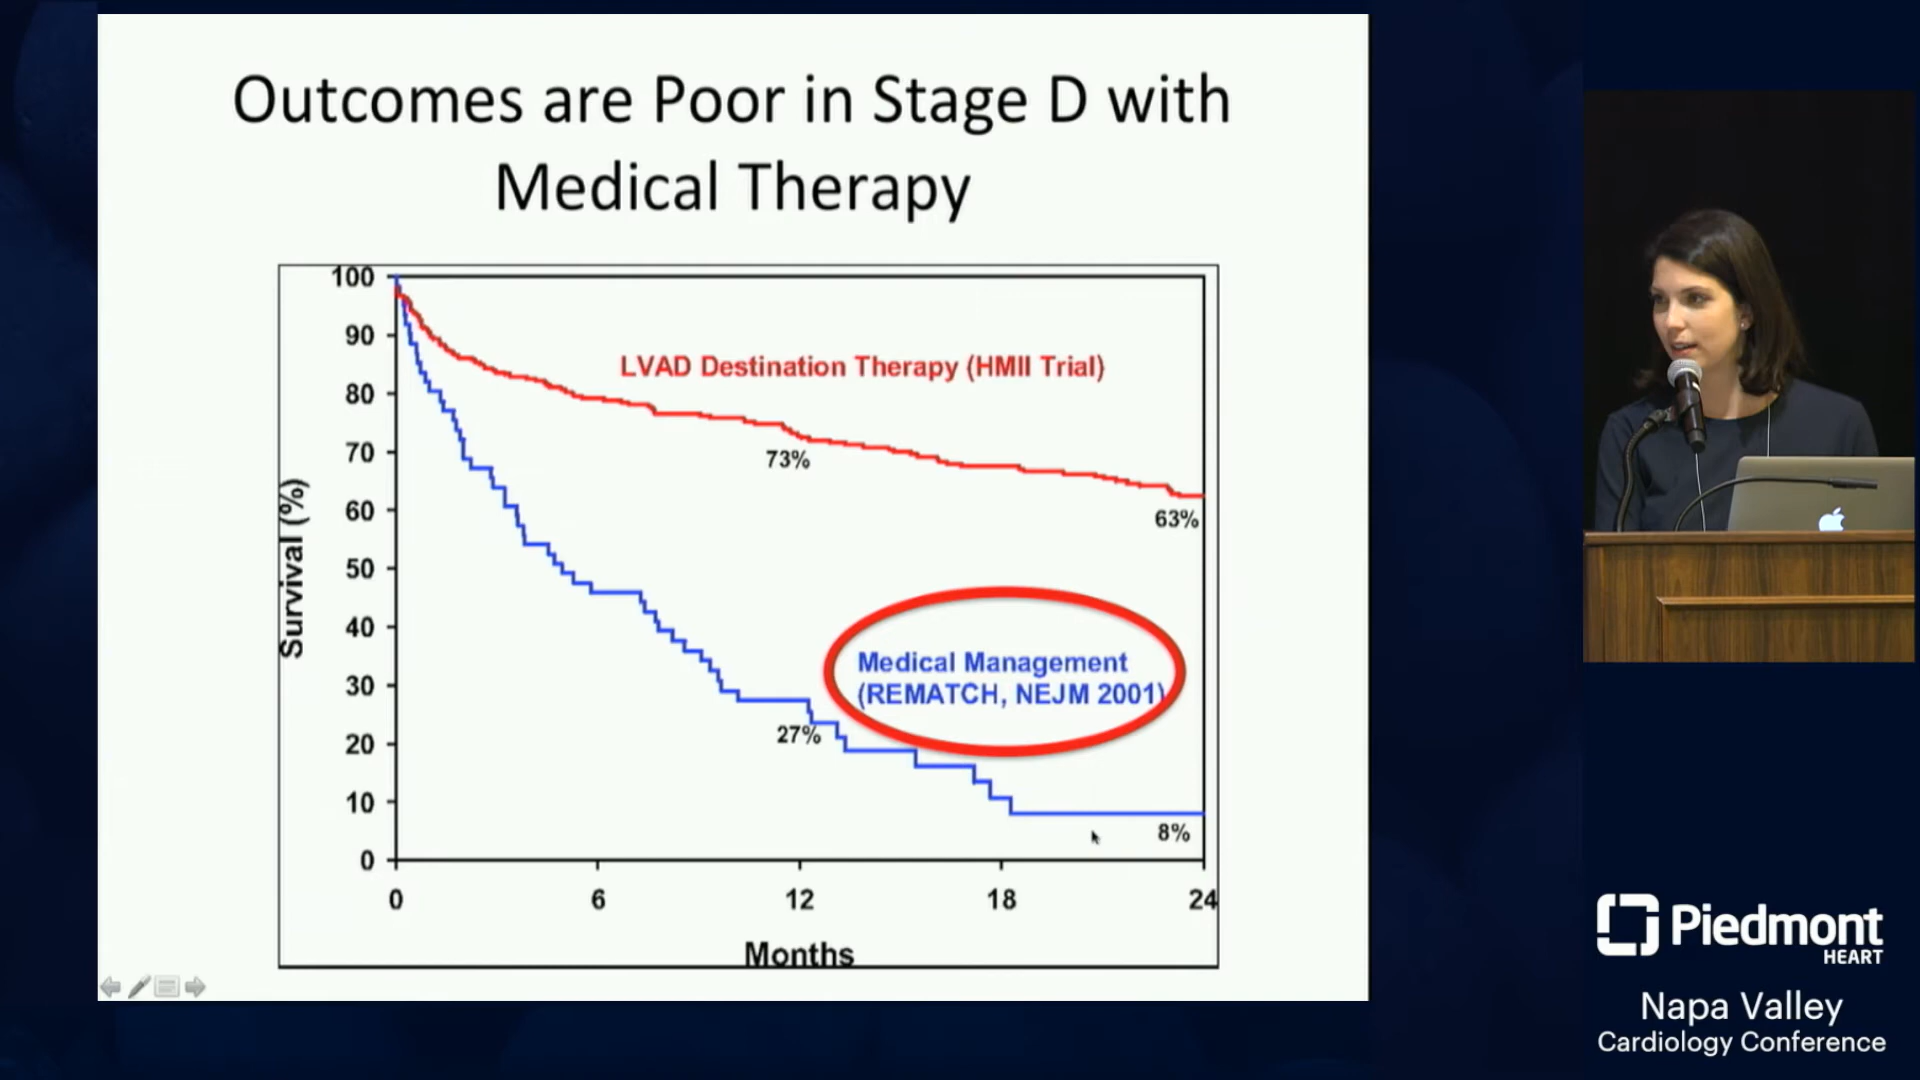 Outcomes are Poor in Stage D with
Medical Therapy
100
90
80
70
60
50
40
30
20
10
0
Survival (%)
LVAD Destination Therapy (HMII Trial)
73%
63%
Medical Management
(REMATCH, NEJM 2001)
27%
8%
0 6 12 18 24
Months
Piedmont
HEART
Napa Valley
Cardiology Conference